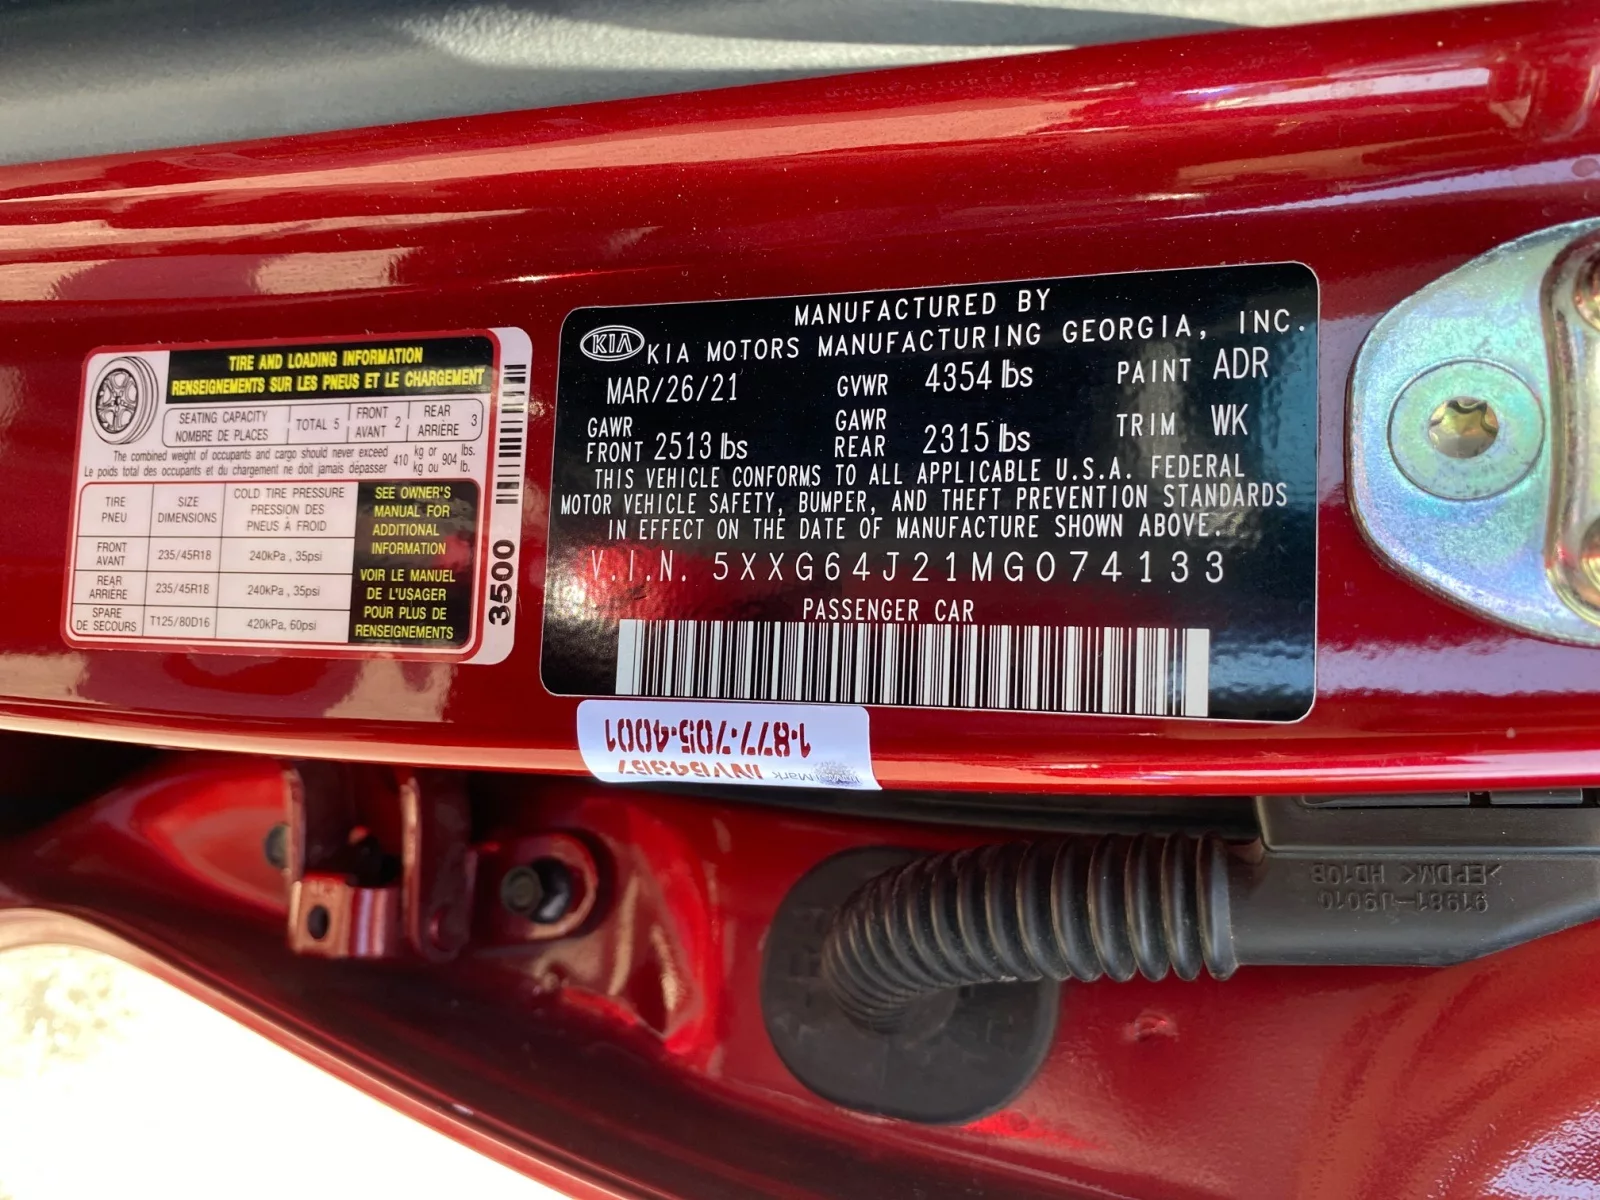 TIRE AND LOADING INFORMATION
RENSEIGNEMENTS SUR LES PNEUS ET LE CHARGEMENT
SEATING CAPACITY
NOMBRE DE PLACES
TOTAL 5
FRONT
AVANT 2
REAR
ARRIÈRE 3
The combined weight of occupants and cargo should never exceed 410 kg or 904 lbs.
Le poids total des occupants et du chargement ne doit jamais dépasser kg ou lb.
TIRE
PNEU
SIZE
DIMENSIONS
COLD TIRE PRESSURE
PRESSION DES
PNEUS À FROID
FRONT
AVANT
235/45R18
240kPa , 35psi
REAR
ARRIÈRE
235/45R18
240kPa , 35psi
SPARE
DE SECOURS
T125/80D16
420kPa, 60psi
SEE OWNER'S
MANUAL FOR
ADDITIONAL
INFORMATION
VOIR LE MANUEL
DE L'USAGER
POUR PLUS DE
RENSEIGNEMENTS
3500
MANUFACTURED BY
KIA KIA MOTORS MANUFACTURING GEORGIA, INC.
MAR/26/21 GVWR 4354 lbs PAINT ADR
GAWR
FRONT 2513 lbs
GAWR
REAR 2315 lbs
TRIM WK
THIS VEHICLE CONFORMS TO ALL APPLICABLE U.S.A. FEDERAL
MOTOR VEHICLE SAFETY, BUMPER, AND THEFT PREVENTION STANDARDS
IN EFFECT ON THE DATE OF MANUFACTURE SHOWN ABOVE.
V.I.N. 5XXG64J21MG074133
PASSENGER CAR
1-877-705-4001
91981-J9010
>EPDM< HD10B